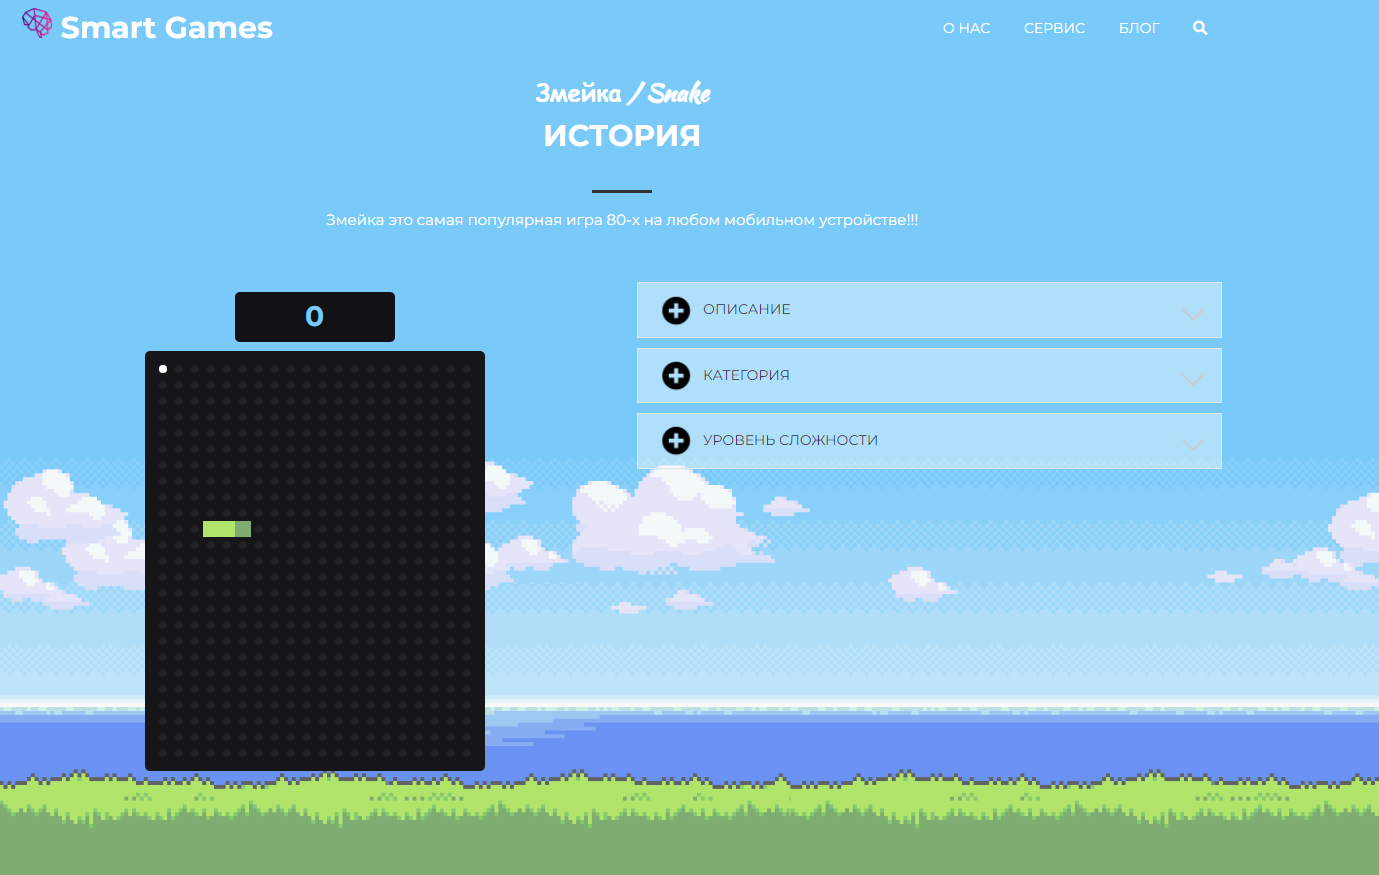 Smart Games
О НАС СЕРВИС БЛОГ
Змейка / Snake
ИСТОРИЯ
Змейка это самая популярная игра 80-х на любом мобильном устройстве!!!
0
ОПИСАНИЕ
КАТЕГОРИЯ
УРОВЕНЬ СЛОЖНОСТИ